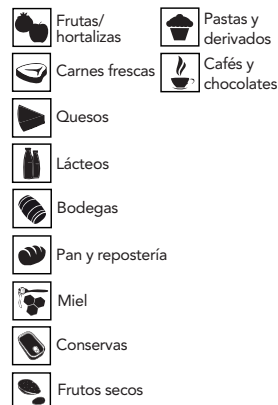 Frutas/
hortalizas
Carnes frescas
Quesos
Lácteos
Bodegas
Pan y repostería
Miel
Conservas
Frutos secos
Pastas y
derivados
Cafés y
chocolates